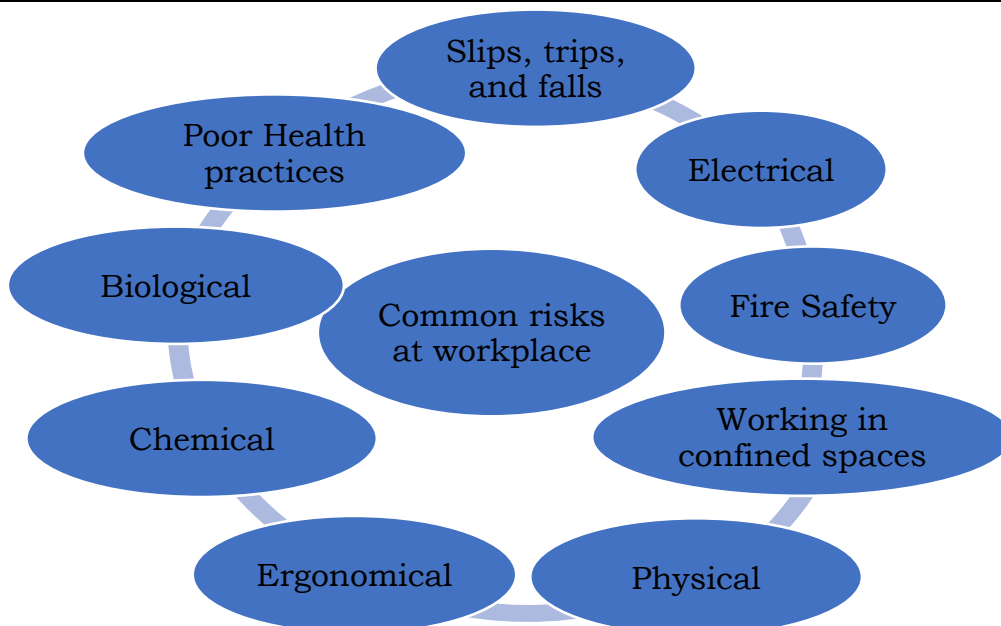 Slips, trips,
and falls
Poor Health
practices
Electrical
Biological
Fire Safety
Common risks
at workplace
Chemical
Working in
confined spaces
Ergonomical
Physical